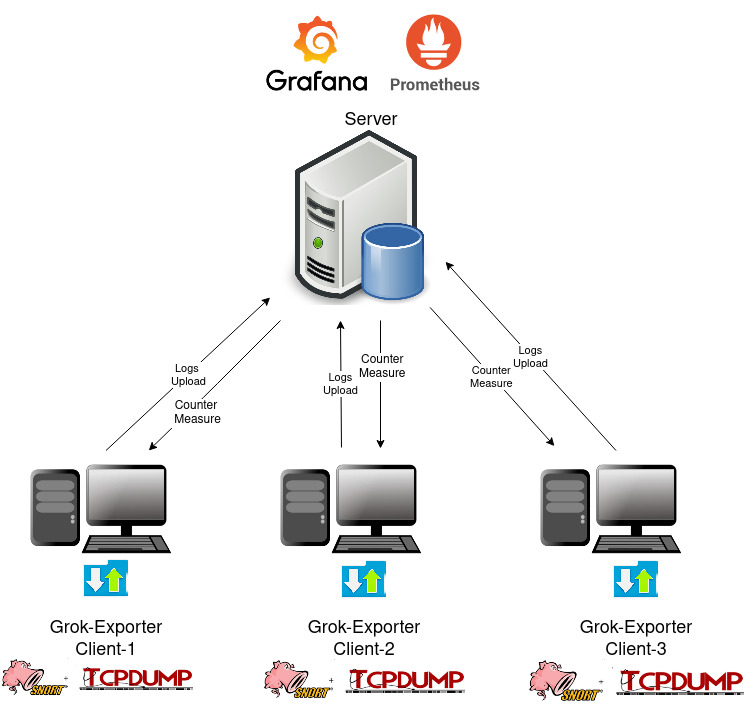 Grafana
Prometheus
Server
Logs
Upload
Counter
Measure
Logs
Upload
Counter
Measure
Counter
Measure
Logs
Upload
Grok-Exporter
Client-1
Grok-Exporter
Client-2
Grok-Exporter
Client-3
SNORT + TCPDUMP
SNORT + TCPDUMP
SNORT + TCPDUMP